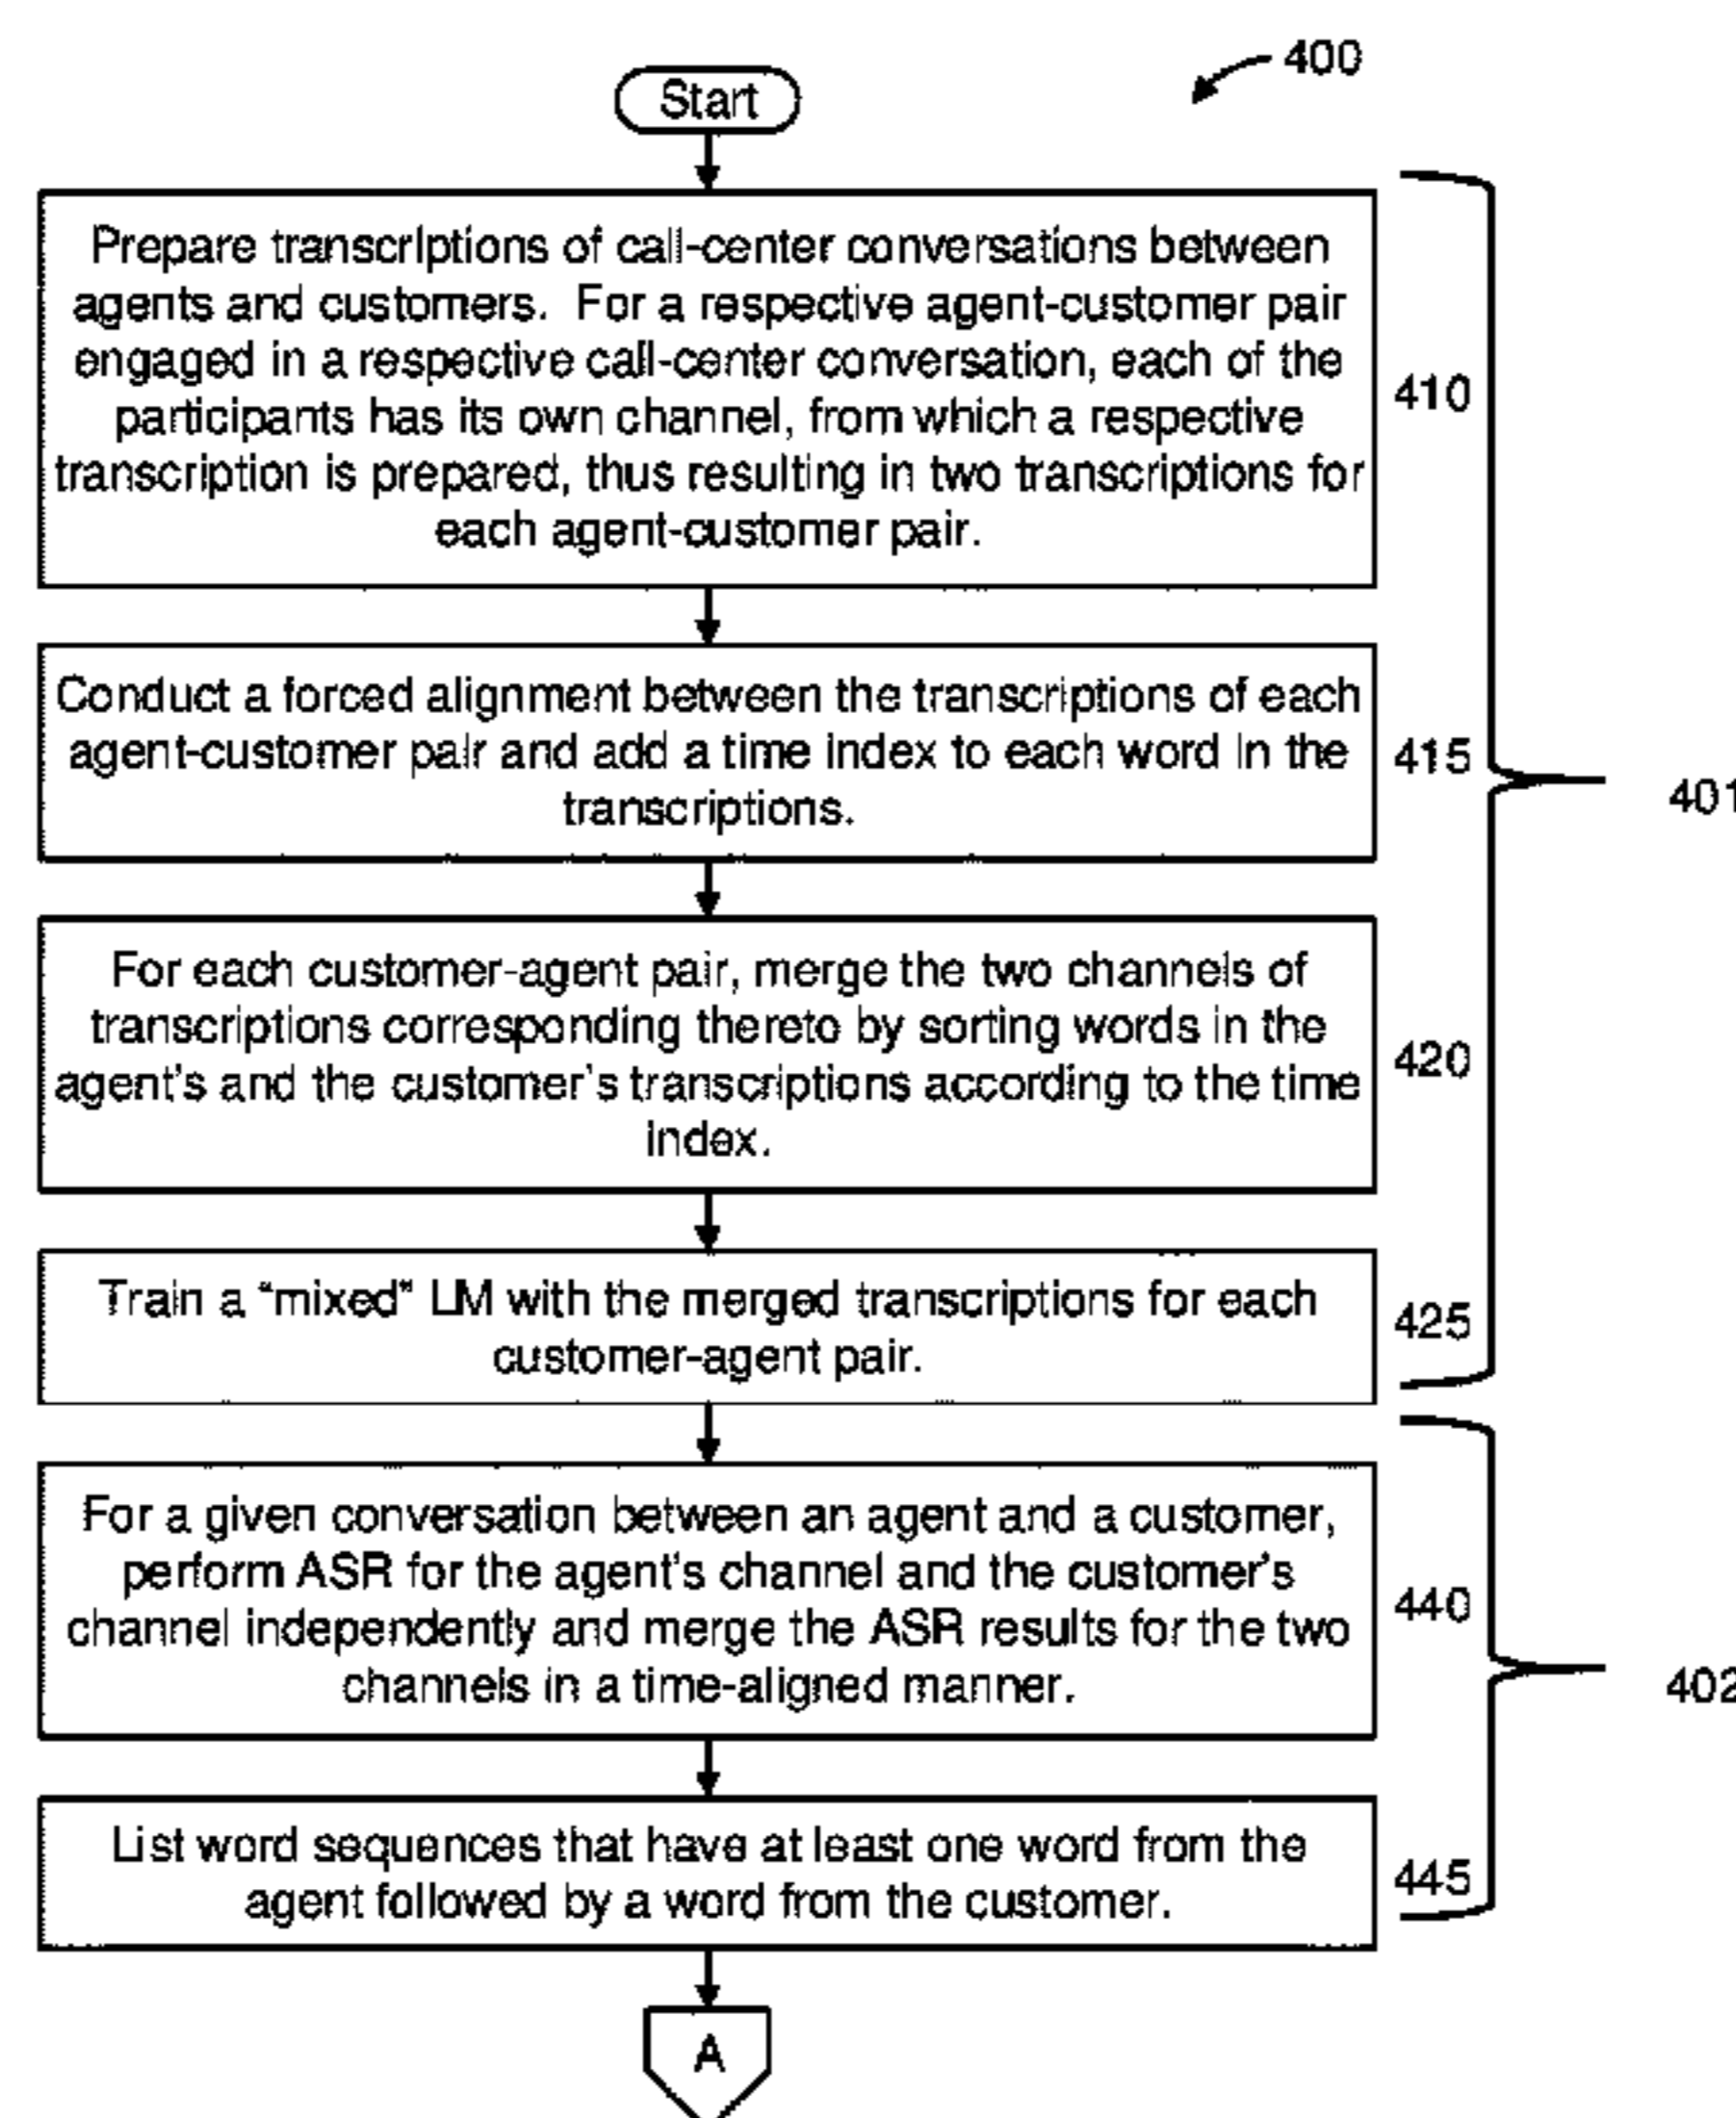 400
Start
Prepare transcriptions of call-center conversations between
agents and customers. For a respective agent-customer pair
engaged in a respective call-center conversation, each of the
participants has its own channel, from which a respective
transcription is prepared, thus resulting in two transcriptions for
each agent-customer pair.
410
Conduct a forced alignment between the transcriptions of each
agent-customer pair and add a time index to each word in the
transcriptions.
415
401
For each customer-agent pair, merge the two channels of
transcriptions corresponding thereto by sorting words in the
agent's and the customer's transcriptions according to the time
index.
420
Train a "mixed" LM with the merged transcriptions for each
customer-agent pair.
425
For a given conversation between an agent and a customer,
perform ASR for the agent's channel and the customer's
channel independently and merge the ASR results for the two
channels in a time-aligned manner.
440
402
List word sequences that have at least one word from the
agent followed by a word from the customer.
445
A